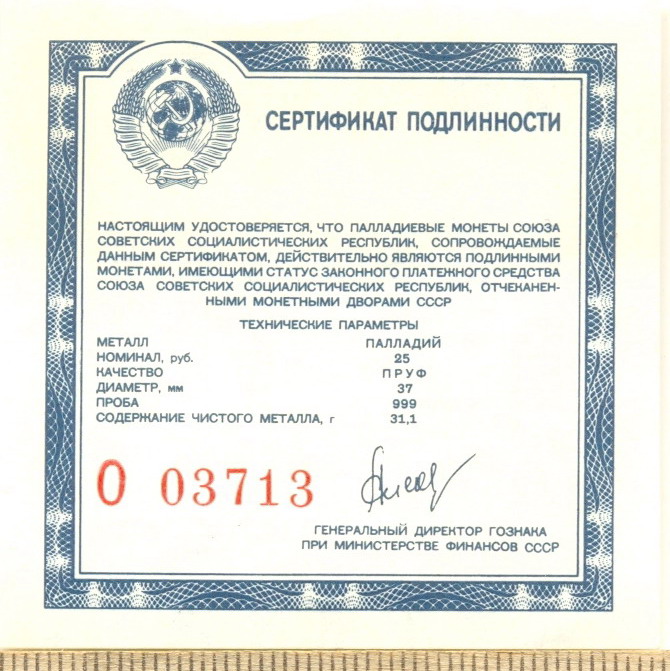 СЕРТИФИКАТ ПОДЛИННОСТИ
НАСТОЯЩИМ УДОСТОВЕРЯЕТСЯ, ЧТО ПАЛЛАДИЕВЫЕ МОНЕТЫ СОЮЗА
СОВЕТСКИХ СОЦИАЛИСТИЧЕСКИХ РЕСПУБЛИК, СОПРОВОЖДАЕМЫЕ
ДАННЫМ СЕРТИФИКАТОМ, ДЕЙСТВИТЕЛЬНО ЯВЛЯЮТСЯ ПОДЛИННЫМИ
МОНЕТАМИ, ИМЕЮЩИМИ СТАТУС ЗАКОННОГО ПЛАТЕЖНОГО СРЕДСТВА
СОЮЗА СОВЕТСКИХ СОЦИАЛИСТИЧЕСКИХ РЕСПУБЛИК, ОТЧЕКАНЕН-
НЫМИ МОНЕТНЫМИ ДВОРАМИ СССР
ТЕХНИЧЕСКИЕ ПАРАМЕТРЫ
МЕТАЛЛ ПАЛЛАДИЙ
НОМИНАЛ, руб. 25
КАЧЕСТВО ПРУФ
ДИАМЕТР, мм 37
ПРОБА 999
СОДЕРЖАНИЕ ЧИСТОГО МЕТАЛЛА, г 31,1
О 03713
ГЕНЕРАЛЬНЫЙ ДИРЕКТОР ГОЗНАКА
ПРИ МИНИСТЕРСТВЕ ФИНАНСОВ СССР